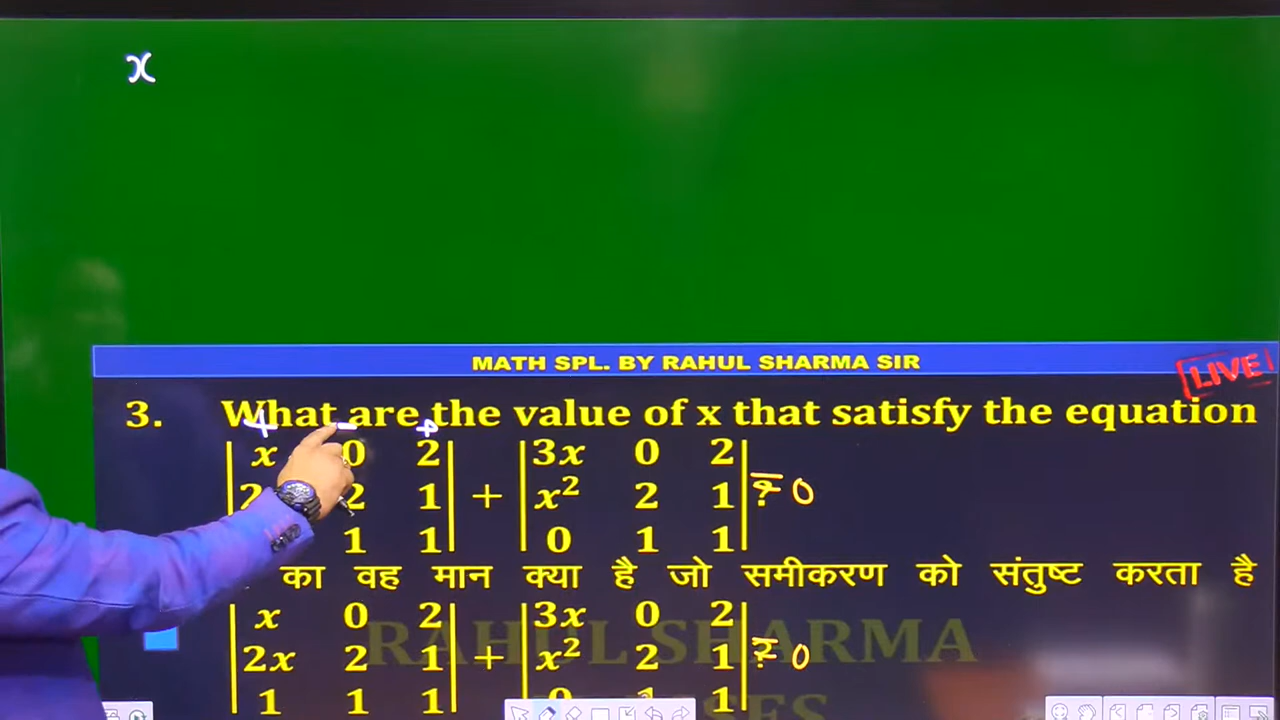 x
MATH SPL. BY RAHUL SHARMA SIR
LIVE
3. What are the value of x that satisfy the equation
+ - +
| x 0 2 | + | 3x 0 2 |
| 2 2 1 | + | x² 2 1 | = 0
1 1 | | 0 1 1 |
का वह मान क्या है जो समीकरण को संतुष्ट करता है
| x 0 2 | | 3x 0 2 |
| 2x 2 1 | + | x² 2 1 | = 0
| 1 1 1 | | 0 1 1 |
RAHUL SHARMA